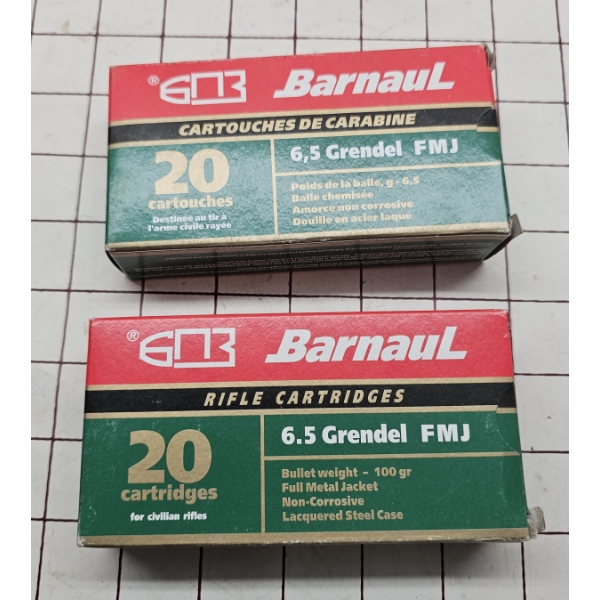 ® БПЗ Barnaul
CARTOUCHES DE CARABINE
20
cartouches
Destinée au tir à
l'arme civile rayée
6,5 Grendel FMJ
Poids de la balle, g - 6,5
Balle chemisée
Amorce non corrosive
Douille en acier laqué
® БПЗ Barnaul
RIFLE CARTRIDGES
20
cartridges
for civilian rifles
6.5 Grendel FMJ
Bullet weight - 100 gr
Full Metal Jacket
Non-Corrosive
Lacquered Steel Case